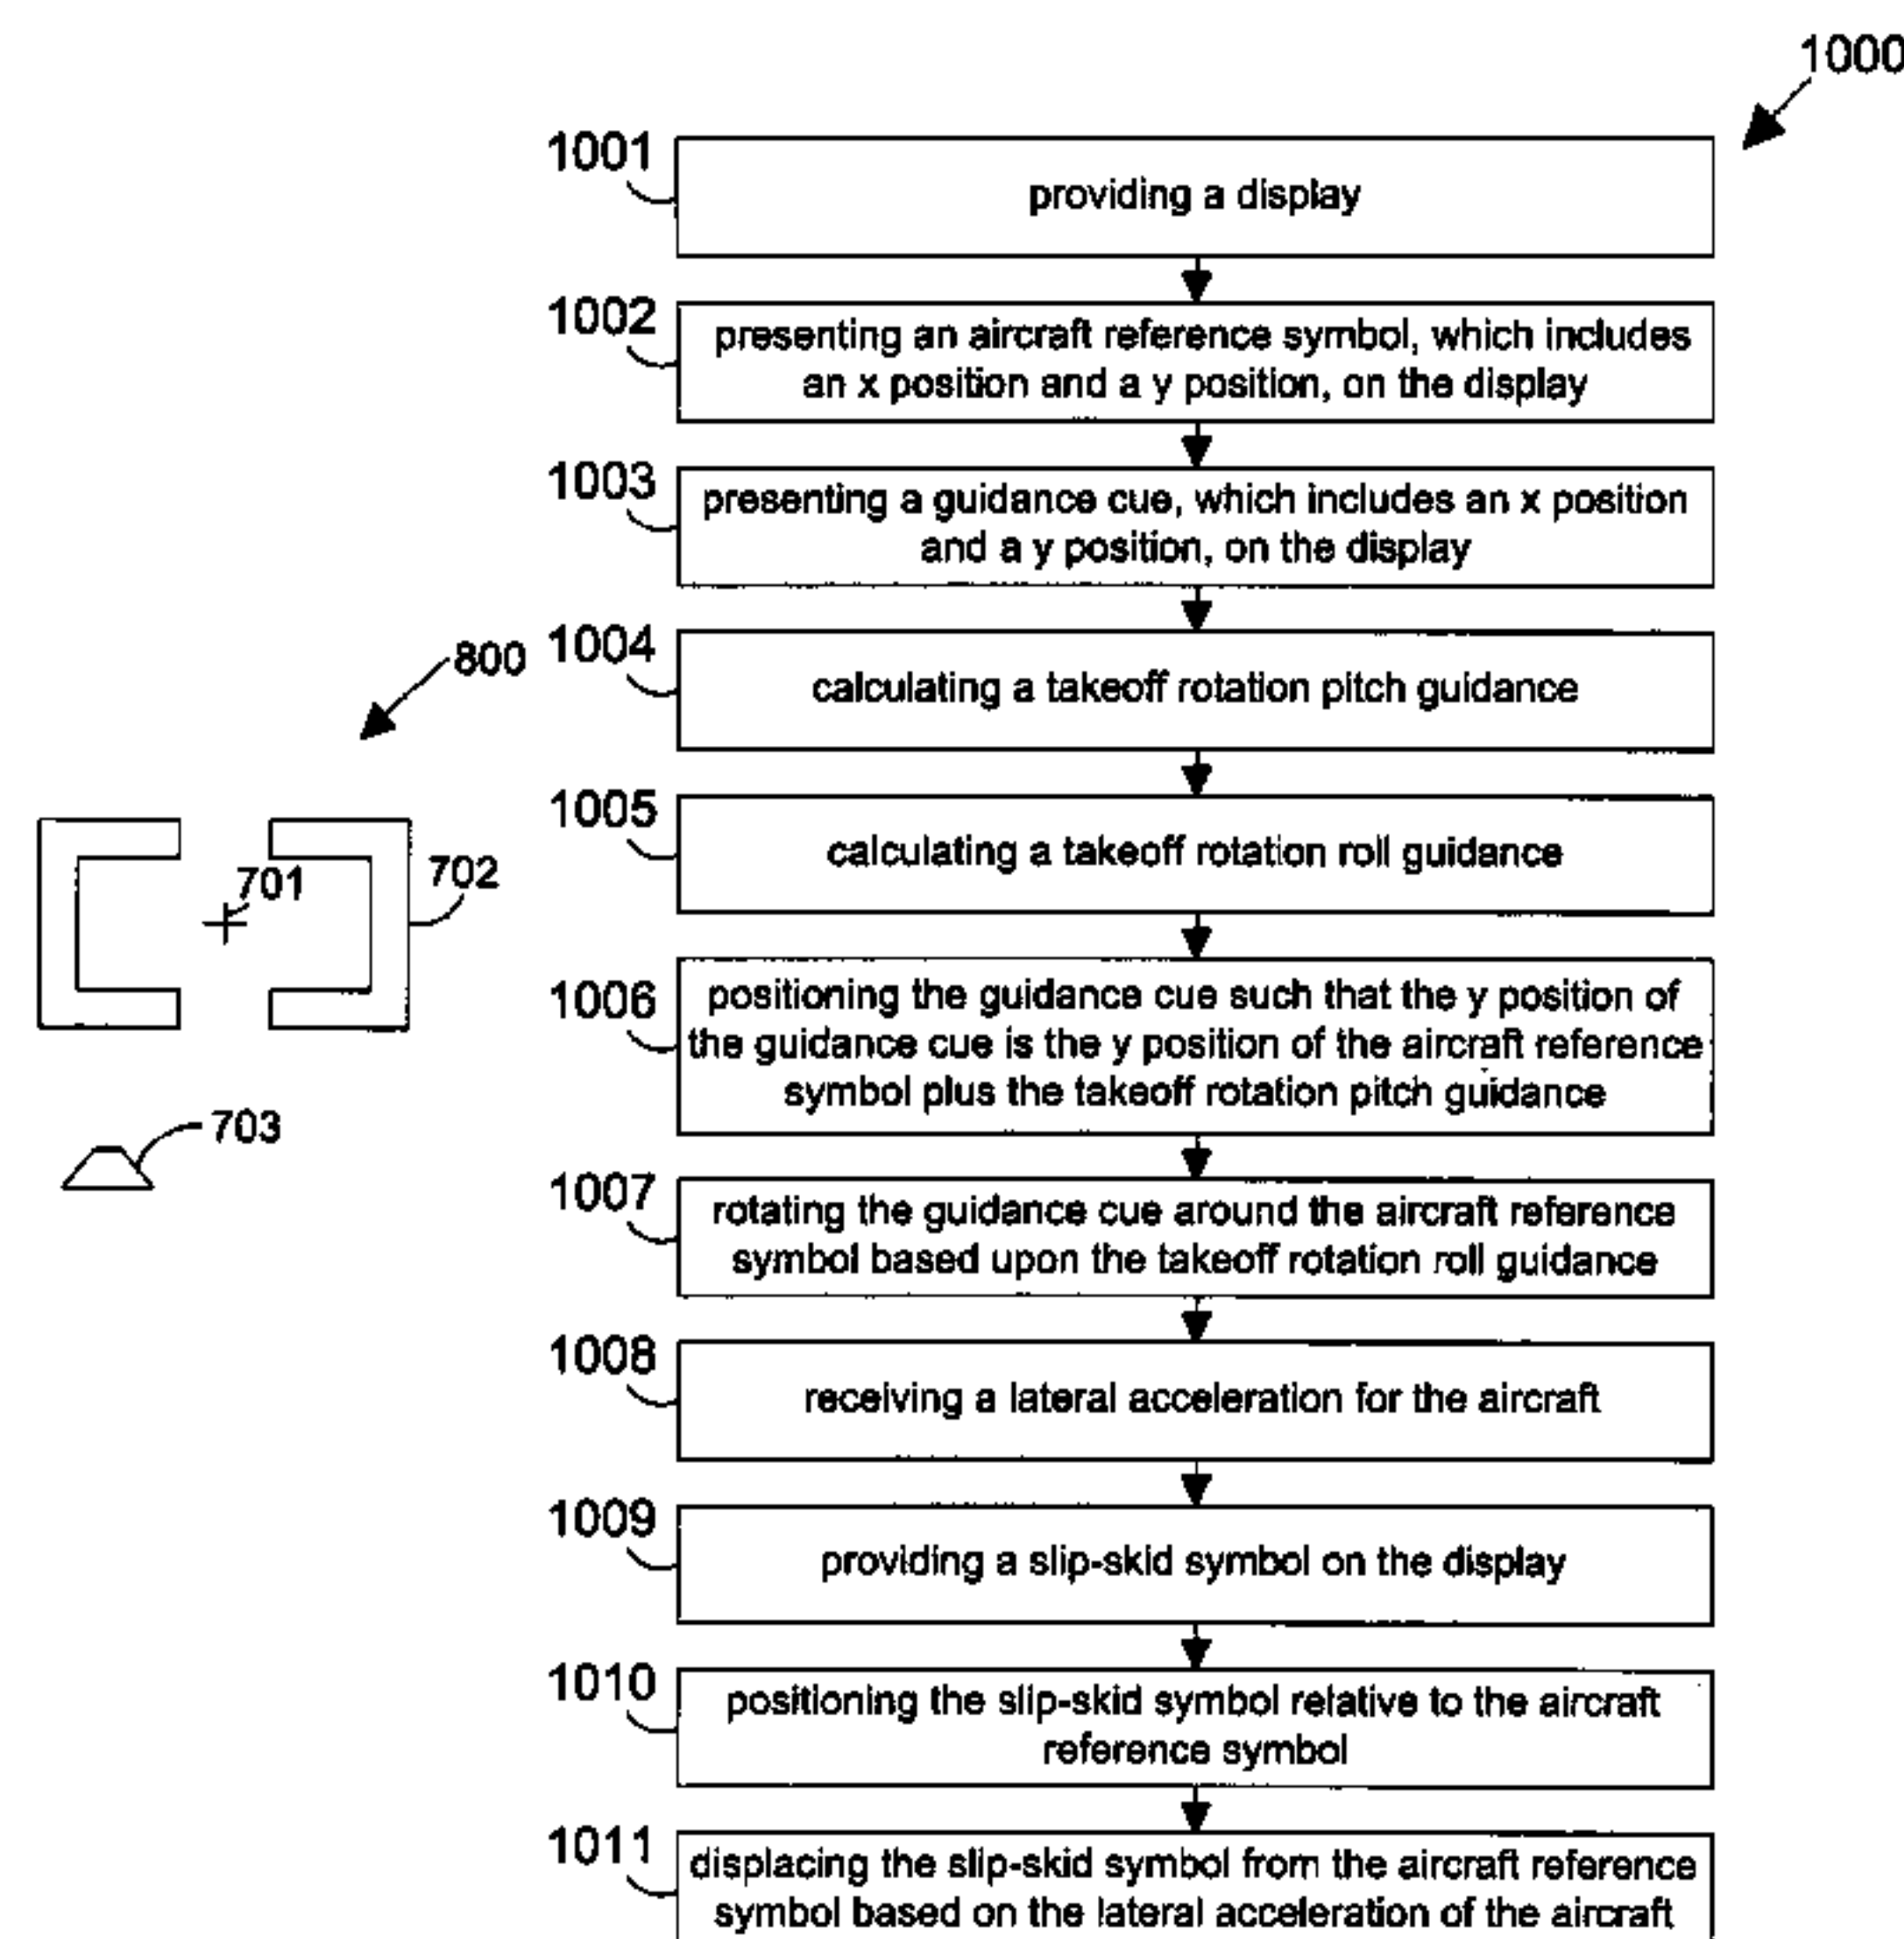 1000
1001
providing a display
1002
presenting an aircraft reference symbol, which includes
an x position and a y position, on the display
1003
presenting a guidance cue, which includes an x position
and a y position, on the display
1004
calculating a takeoff rotation pitch guidance
1005
calculating a takeoff rotation roll guidance
1006
positioning the guidance cue such that the y position of
the guidance cue is the y position of the aircraft reference
symbol plus the takeoff rotation pitch guidance
1007
rotating the guidance cue around the aircraft reference
symbol based upon the takeoff rotation roll guidance
1008
receiving a lateral acceleration for the aircraft
1009
providing a slip-skid symbol on the display
1010
positioning the slip-skid symbol relative to the aircraft
reference symbol
1011
displacing the slip-skid symbol from the aircraft reference
symbol based on the lateral acceleration of the aircraft
800
701
702
703